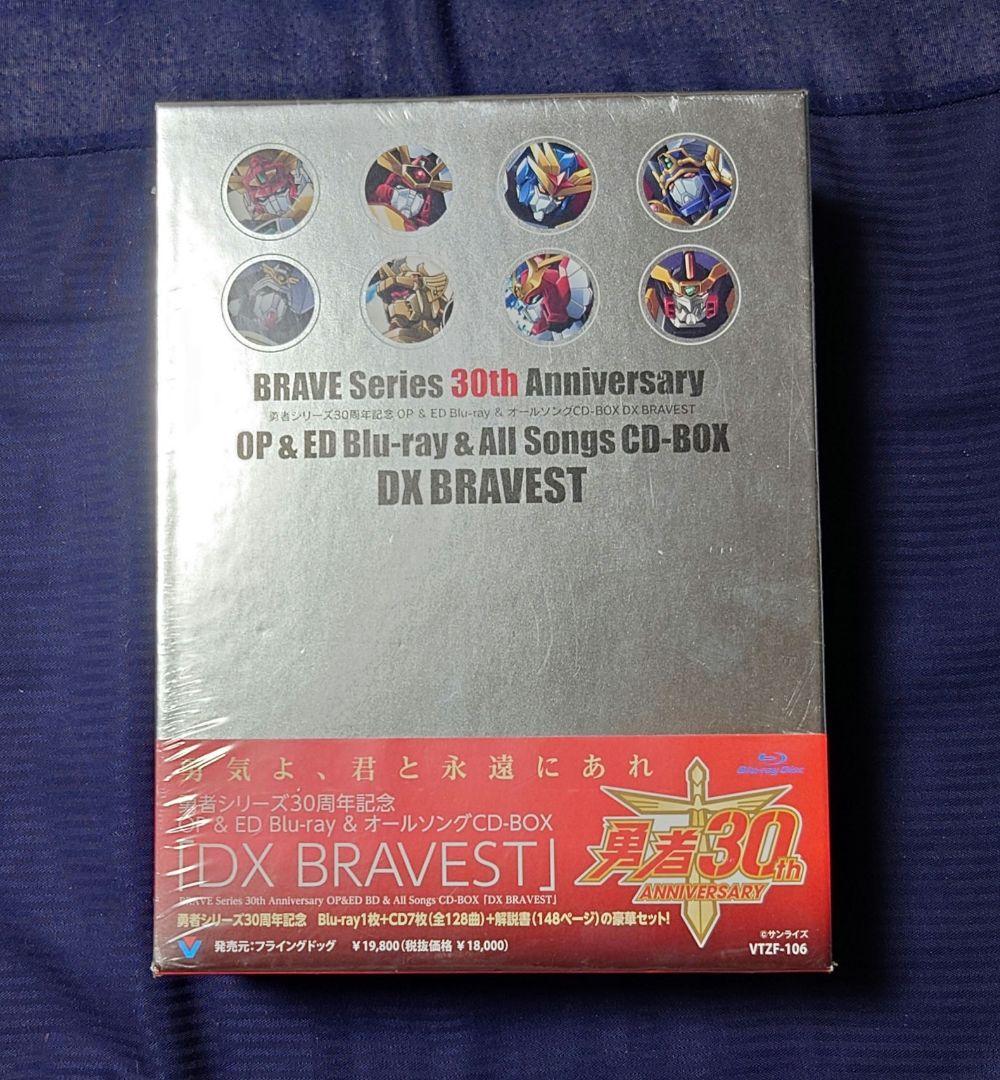 BRAVE Series 30th Anniversary
勇者シリーズ30周年記念 OP & ED Blu-ray & オールソングCD-BOX DX BRAVEST
OP & ED Blu-ray & All Songs CD-BOX
DX BRAVEST
勇気よ、君と永遠にあれ
Blu-ray Disc
勇者シリーズ30周年記念
OP & ED Blu-ray & オールソングCD-BOX
「DX BRAVEST」
BRAVE Series 30th Anniversary OP&ED BD & All Songs CD-BOX「DX BRAVEST」
勇者30th
ANNIVERSARY
勇者シリーズ30周年記念 Blu-ray1枚+CD7枚(全128曲)+解説書(148ページ)の豪華セット!
発売元:フライングドッグ ¥19,800(税抜価格 ¥18,000)
©サンライズ
VTZF-106